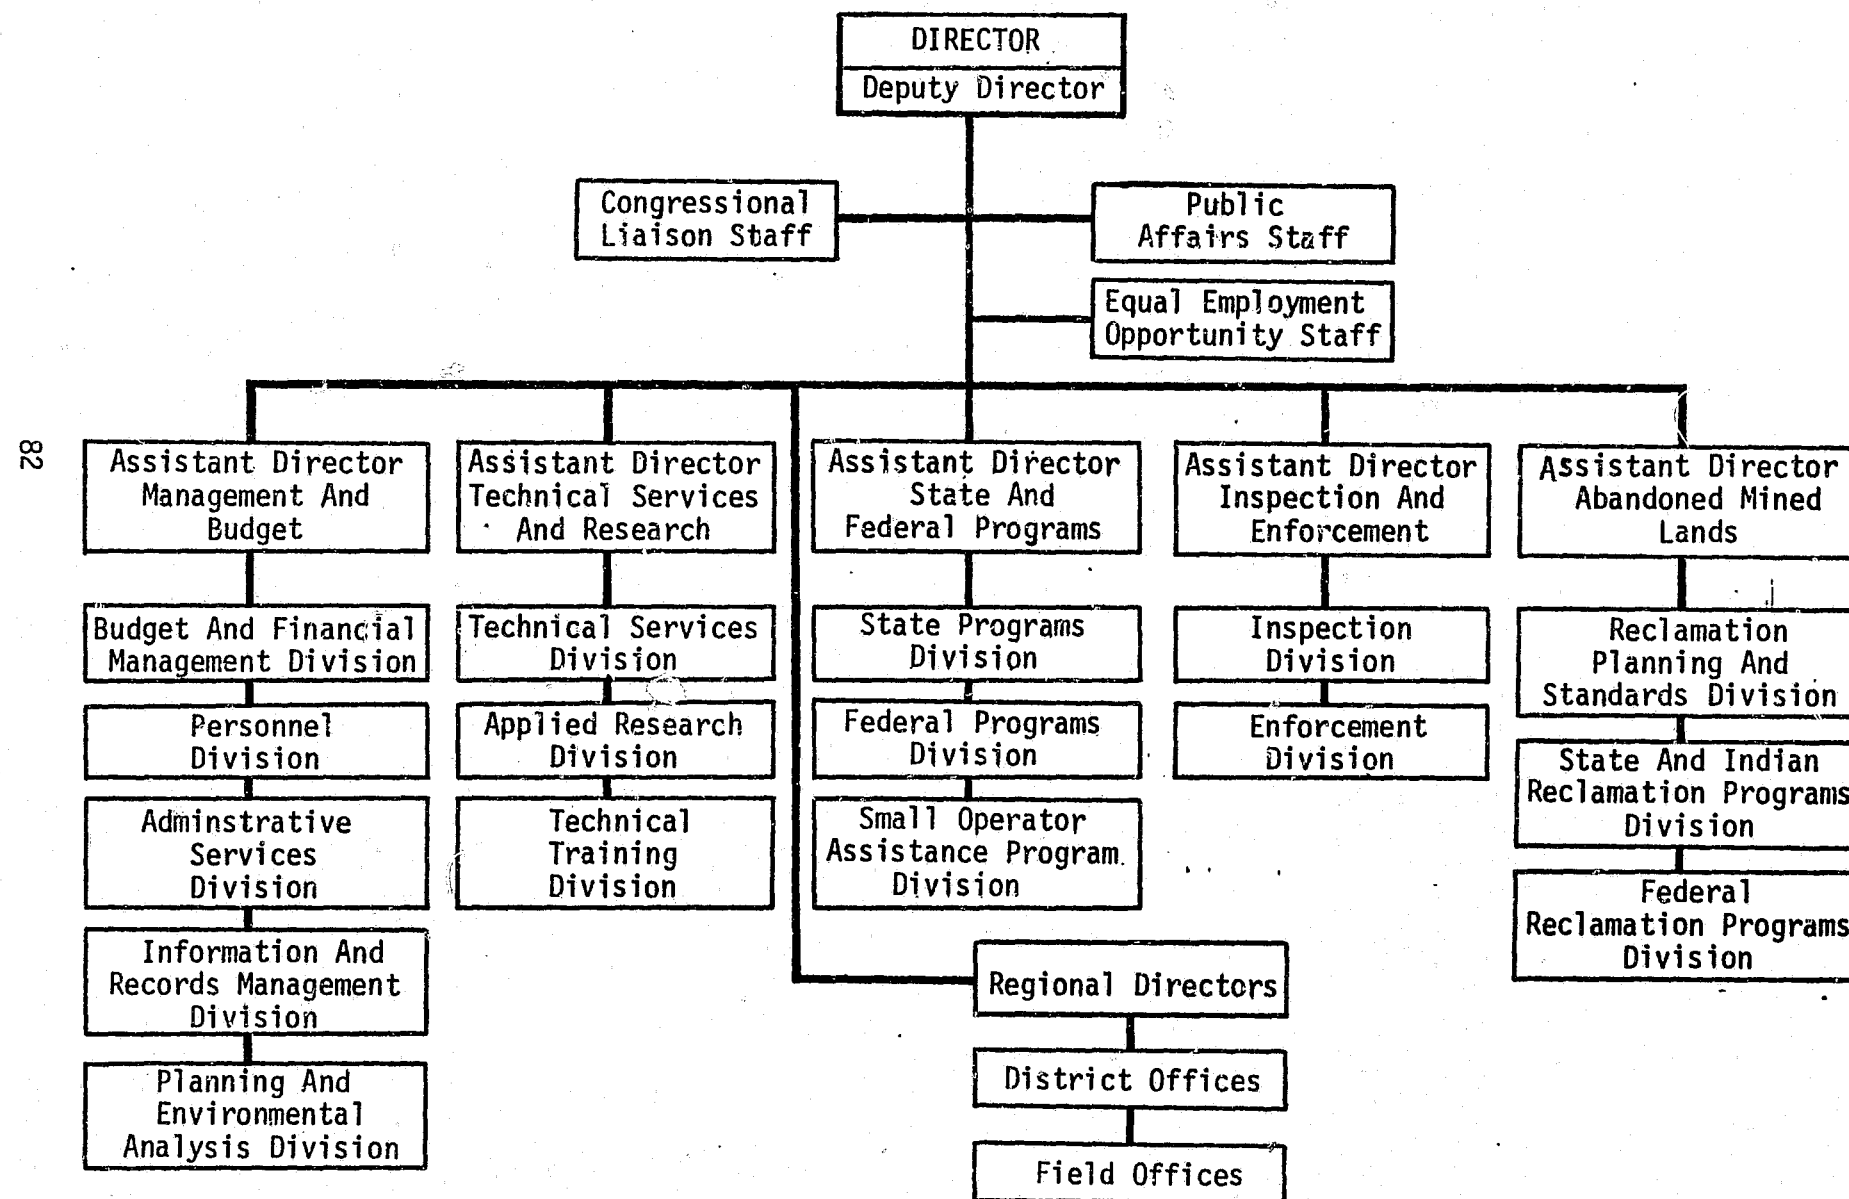 DIRECTOR
Deputy Director
Congressional
Liaison Staff
Public
Affairs Staff
Equal Employment
Opportunity Staff
82
Assistant Director
Management And
Budget
Assistant Director
Technical Services
And Research
Assistant Director
State And
Federal Programs
Assistant Director
Inspection And
Enforcement
Assistant Director
Abandoned Mined
Lands
Budget And Financial
Management Division
Personnel
Division
Adminstrative
Services
Division
Information And
Records Management
Division
Planning And
Environmental
Analysis Division
Technical Services
Division
Applied Research
Division
Technical
Training
Division
State Programs
Division
Federal Programs
Division
Small Operator
Assistance Program
Division
Inspection
Division
Enforcement
Division
Reclamation
Planning And
Standards Division
State And Indian
Reclamation Programs
Division
Federal
Reclamation Programs
Division
Regional Directors
District Offices
Field Offices